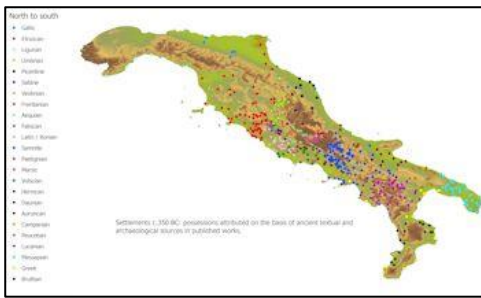 North to south
Gallic
Etruscan
Ligurian
Umbrian
Picentine
Sabine
Vestinian
Frentanian
Aequian
Faliscan
Latin / Roman
Samnite
Paelignian
Marsic
Volscian
Hernican
Daunian
Auruncan
Campanian
Peucetian
Lucanian
Messapian
Greek
Bruttian
Settlements c. 350 BC: possessions attributed on the basis of ancient textual and
archaeological sources in published works.